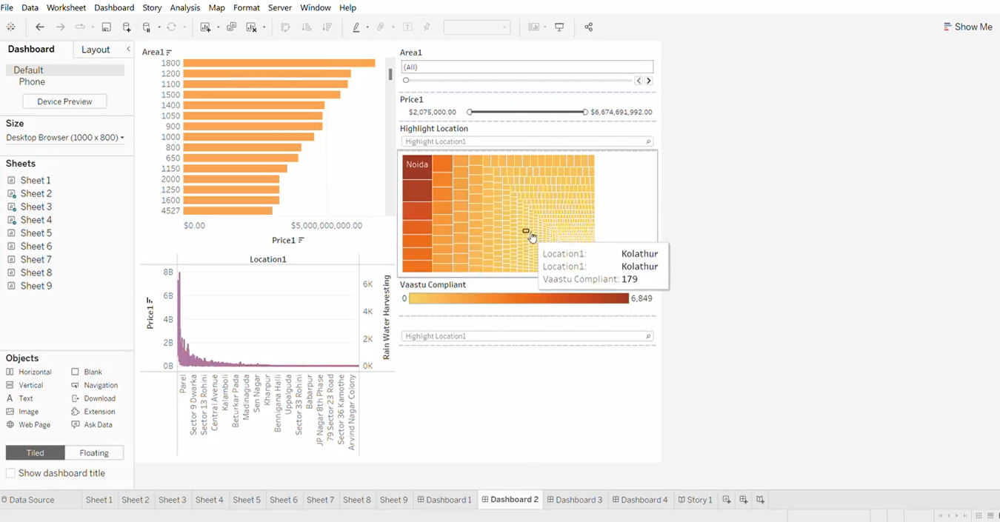 File Data Worksheet Dashboard Story Analysis Map Format Server Window Help
Show Me
Dashboard Layout
Default
Phone
Device Preview
Size
Desktop Browser (1000 x 800)
Sheets
Sheet 1
Sheet 2
Sheet 3
Sheet 4
Sheet 5
Sheet 6
Sheet 7
Sheet 8
Sheet 9
Objects
Horizontal Blank
Vertical Navigation
Text Download
Image Extension
Web Page Ask Data
Tiled Floating
Show dashboard title
Area1
1800
1200
1100
1500
1400
1050
900
1000
800
650
1150
2000
1250
1600
4527
$0.00 $5,000,000,000.00
Price1
Location1
8B
6B
4B
2B
0B
Price1
6K
4K
2K
0K
Rain Water Harvesting
Parel
Sector 9 Dwarka
Sector 13 Rohini
Central Avenue
Kalamboli
Beturkar Pada
Madinaguda
Sen Nagar
Khanpur
Bennigana Halli
Uppalguda
Sector 33 Rohini
Babarpur
JP Nagar 8th Phase
79 Sector 23 Road
Sector 36 Kamothe
Arvind Nagar Colony
Area1
(All)
Price1
$2,075,000.00 $6,674,691,992.00
Highlight Location
Highlight Location1
Noida
Location1: Kolathur
Location1: Kolathur
Vaastu Compliant: 179
Vaastu Compliant
0 6,849
Highlight Location1
Data Source Sheet 1 Sheet 2 Sheet 3 Sheet 4 Sheet 5 Sheet 6 Sheet 7 Sheet 8 Sheet 9 Dashboard 1 Dashboard 2 Dashboard 3 Dashboard 4 Story 1